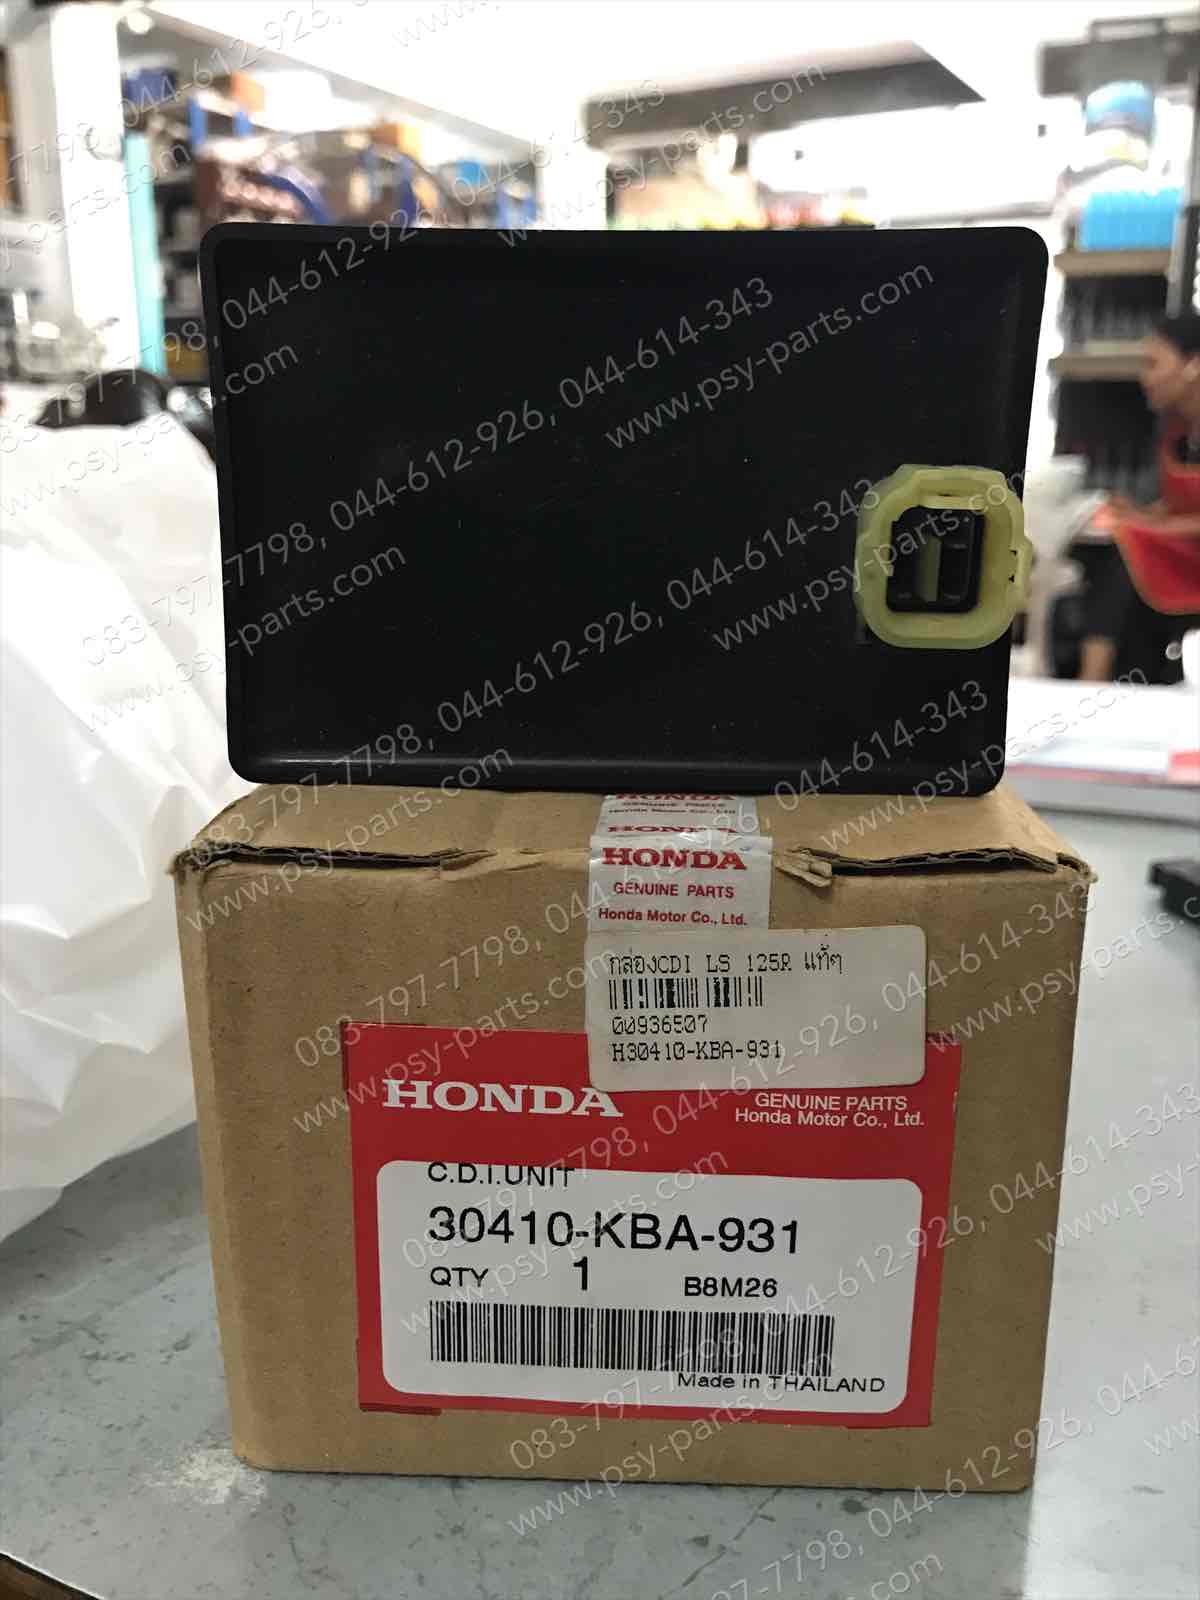 083-797-7798, 044-612-926, 044-614-343
www.psy-parts.com
HONDA
GENUINE PARTS
Honda Motor Co., Ltd.
HONDA
HONDA
GENUINE PARTS
Honda Motor Co., Ltd.
กล่องCDI LS 125R แท้ๆ
00936507
H30410-KBA-931
HONDA
GENUINE PARTS
Honda Motor Co., Ltd.
C.D.I.UNIT
30410-KBA-931
QTY 1 B8M26
Made in THAILAND